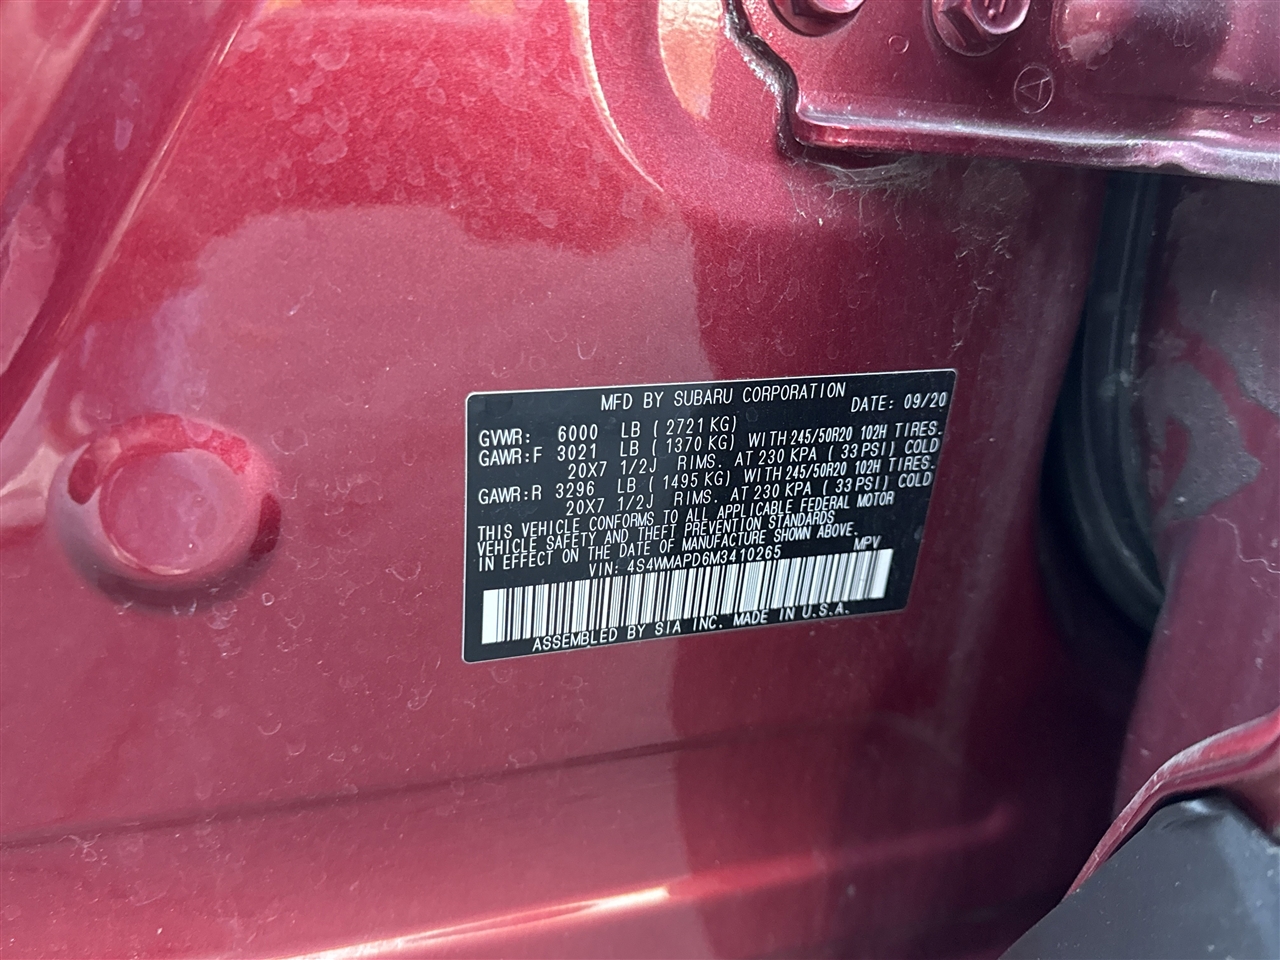 MFD BY SUBARU CORPORATION DATE: 09/20
GVWR: 6000 LB ( 2721 KG)
GAWR:F 3021 LB ( 1370 KG) WITH 245/50R20 102H TIRES.
20X7 1/2J RIMS. AT 230 KPA ( 33 PSI) COLD
GAWR:R 3296 LB ( 1495 KG) WITH 245/50R20 102H TIRES.
20X7 1/2J RIMS. AT 230 KPA ( 33 PSI) COLD
THIS VEHICLE CONFORMS TO ALL APPLICABLE FEDERAL MOTOR
VEHICLE SAFETY AND THEFT PREVENTION STANDARDS
IN EFFECT ON THE DATE OF MANUFACTURE SHOWN ABOVE.
VIN: 4S4WMAPD6M3410265 MPV
ASSEMBLED BY SIA INC. MADE IN U.S.A.